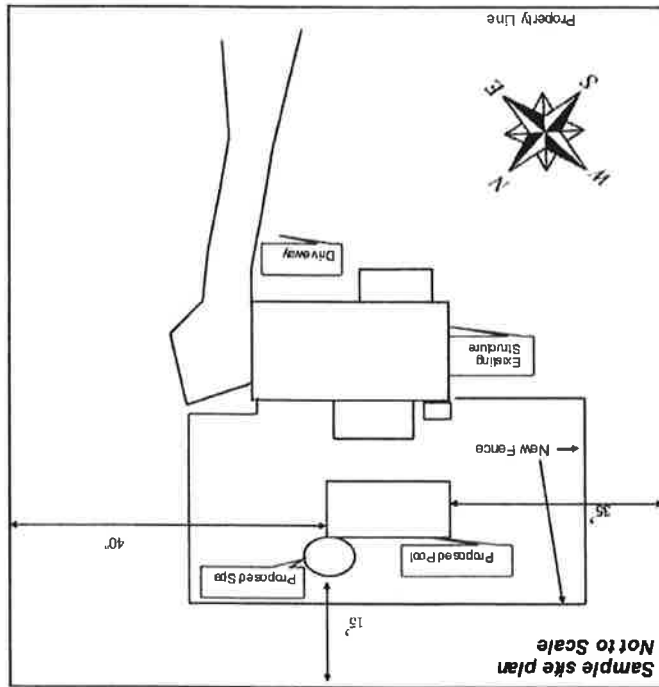 Sample site plan
Not to Scale
15'
Proposed Spa
Proposed Pool
40"
35'
New Fence
Existing
Structure
Driveway
W
N
S
E
Property Line